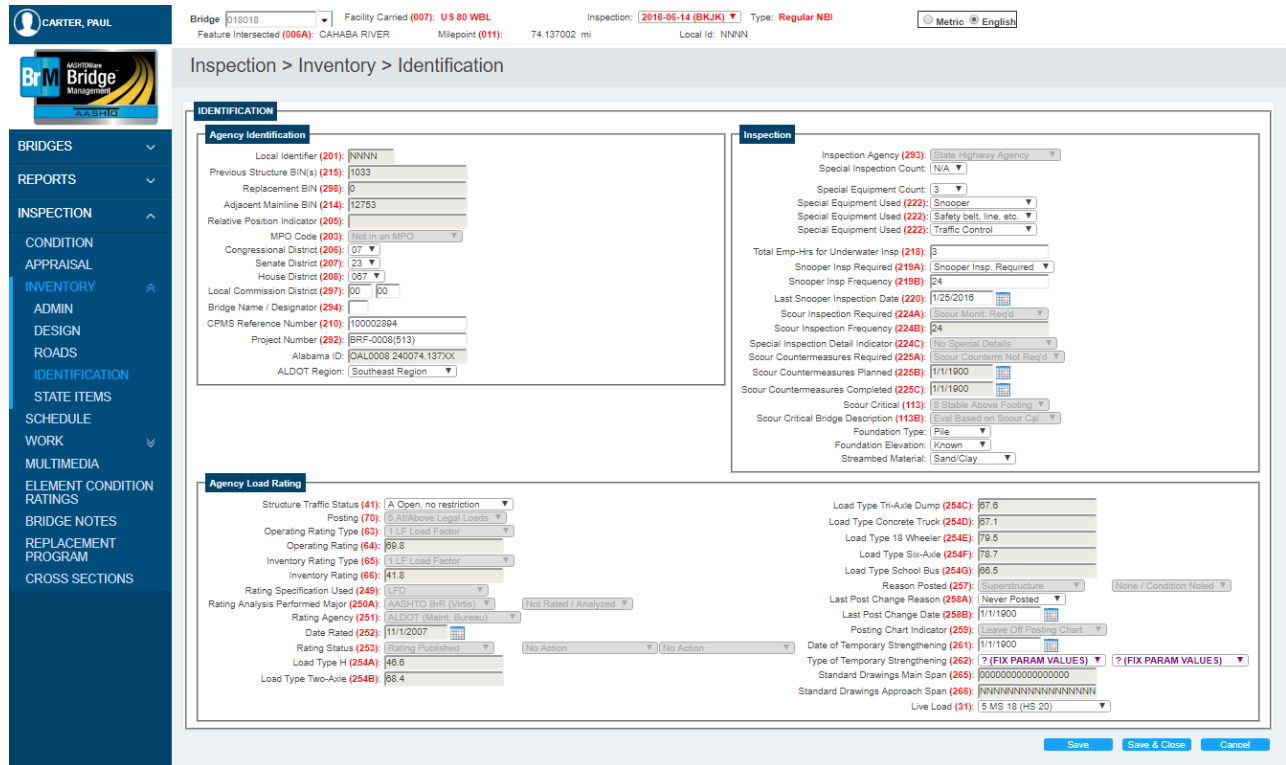 CARTER, PAUL
Bridge 018018 Facility Carried (007): US 80 WBL Inspection: 2016-06-14 (BKJK) Type: Regular NBI Metric English
Feature Intersected (006A): CAHABA RIVER Milepoint (011): 74.137002 mi Local Id: NNNN
BrM AASHTOWare Bridge Management
AASHTO
Inspection > Inventory > Identification
BRIDGES
REPORTS
INSPECTION
CONDITION
APPRAISAL
INVENTORY
ADMIN
DESIGN
ROADS
IDENTIFICATION
STATE ITEMS
SCHEDULE
WORK
MULTIMEDIA
ELEMENT CONDITION
RATINGS
BRIDGE NOTES
REPLACEMENT
PROGRAM
CROSS SECTIONS
IDENTIFICATION
Agency Identification
Local Identifier (201): NNNN
Previous Structure BIN(s) (215): 1033
Replacement BIN (298): 0
Adjacent Mainline BIN (214): 12753
Relative Position Indicator (205):
MPO Code (203): Not in an MPO
Congressional District (206): 07
Senate District (207): 23
House District (208): 067
Local Commission District (297): 00 00
Bridge Name / Designator (294):
CPMS Reference Number (210): 100002894
Project Number (292): BRF-0008(513)
Alabama ID: OAL0008 240074.137XX
ALDOT Region: Southeast Region
Inspection
Inspection Agency (293): State Highway Agency
Special Inspection Count: N/A
Special Equipment Count: 3
Special Equipment Used (222): Snooper
Special Equipment Used (222): Safety belt, line, etc.
Special Equipment Used (222): Traffic Control
Total Emp-Hrs for Underwater Insp (218): 3
Snooper Insp Required (219A): Snooper Insp. Required
Snooper Insp Frequency (219B): 24
Last Snooper Inspection Date (220): 1/25/2016
Scour Inspection Required (224A): Scour Monit. Req'd
Scour Inspection Frequency (224B): 24
Special Inspection Detail Indicator (224C): No Special Details
Scour Countermeasures Required (225A): Scour Counterm Not Req'd
Scour Countermeasures Planned (225B): 1/1/1900
Scour Countermeasures Completed (225C): 1/1/1900
Scour Critical (113): 8 Stable Above Footing
Scour Critical Bridge Description (113B): Eval Based on Scour Cal
Foundation Type: Pile
Foundation Elevation: Known
Streambed Material: Sand/Clay
Agency Load Rating
Structure Traffic Status (41): A Open, no restriction
Posting (70): 5 At/Above Legal Loads
Operating Rating Type (63): 1 LF Load Factor
Operating Rating (64): 69.8
Inventory Rating Type (65): 1 LF Load Factor
Inventory Rating (66): 41.8
Rating Specification Used (249): LFD
Rating Analysis Performed Major (250A): AASHTO BrR (Virtis) Not Rated / Analyzed
Rating Agency (251): ALDOT (Maint. Bureau)
Date Rated (252): 11/1/2007
Rating Status (253): Rating Published No Action No Action
Load Type H (254A): 46.6
Load Type Two-Axle (254B): 68.4
Load Type Tri-Axle Dump (254C): 67.6
Load Type Concrete Truck (254D): 67.1
Load Type 18 Wheeler (254E): 79.5
Load Type Six-Axle (254F): 78.7
Load Type School Bus (254G): 66.5
Reason Posted (257): Superstructure None / Condition Noted
Last Post Change Reason (258A): Never Posted
Last Post Change Date (258B): 1/1/1900
Posting Chart Indicator (259): Leave Off Posting Chart
Date of Temporary Strengthening (261): 1/1/1900
Type of Temporary Strengthening (262): ? (FIX PARAM VALUES) ? (FIX PARAM VALUES)
Standard Drawings Main Span (265): 0000000000000000
Standard Drawings Approach Span (266): NNNNNNNNNNNNNNNN
Live Load (31): 5 MS 18 (HS 20)
Save Save & Close Cancel